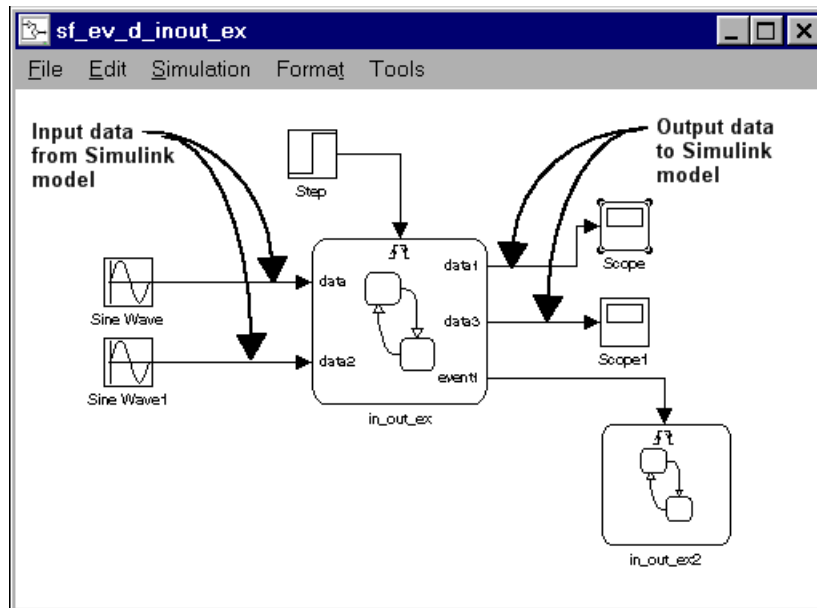 sf_ev_d_inout_ex
File Edit Simulation Format Tools
Input data
from Simulink
model
Output data
to Simulink
model
Step
Scope
data
data1
Sine Wave
data3
Scope1
data2
event1
Sine Wave1
in_out_ex
in_out_ex2